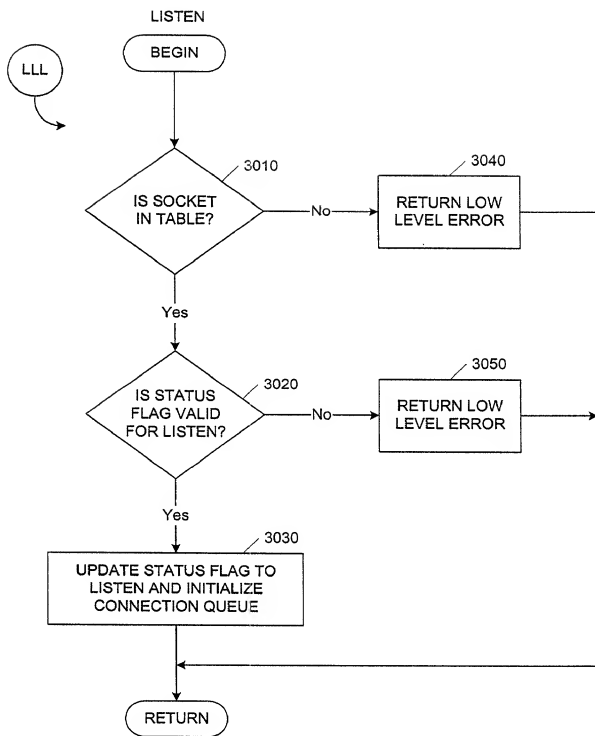 LISTEN
BEGIN
LLL
3010
IS SOCKET
IN TABLE?
No
3040
RETURN LOW
LEVEL ERROR
Yes
3020
IS STATUS
FLAG VALID
FOR LISTEN?
No
3050
RETURN LOW
LEVEL ERROR
Yes
3030
UPDATE STATUS FLAG TO
LISTEN AND INITIALIZE
CONNECTION QUEUE
RETURN